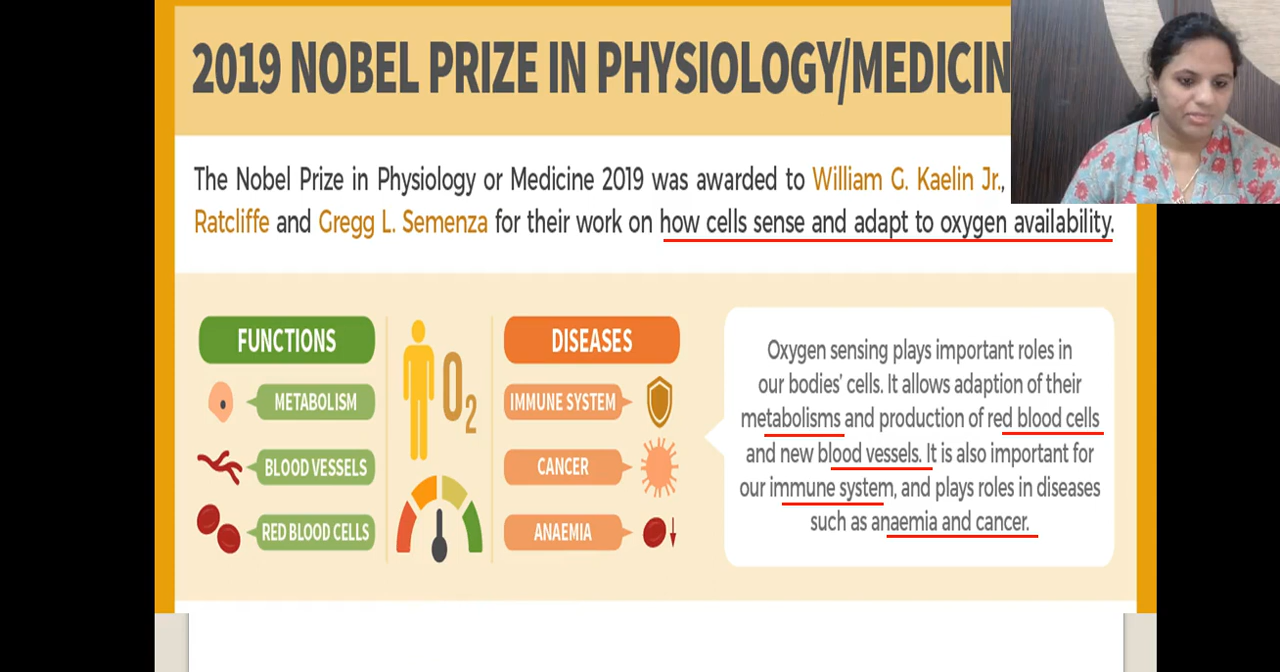 2019 NOBEL PRIZE IN PHYSIOLOGY/MEDICIN
The Nobel Prize in Physiology or Medicine 2019 was awarded to William G. Kaelin Jr.,
Ratcliffe and Gregg L. Semenza for their work on how cells sense and adapt to oxygen availability.
FUNCTIONS
METABOLISM
BLOOD VESSELS
RED BLOOD CELLS
O2
DISEASES
IMMUNE SYSTEM
CANCER
ANAEMIA
Oxygen sensing plays important roles in
our bodies' cells. It allows adaption of their
metabolisms and production of red blood cells
and new blood vessels. It is also important for
our immune system, and plays roles in diseases
such as anaemia and cancer.